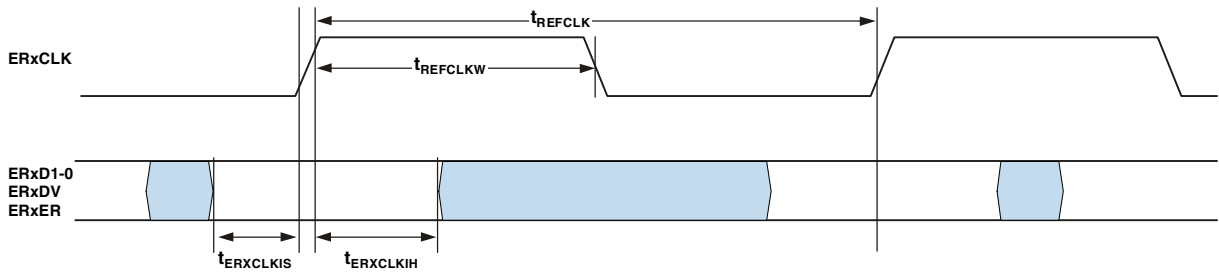 tREFCLK
ERxCLK
tREFCLKW
ERxD1-0
ERxDV
ERxER
tERXCLKIS
tERXCLKIH